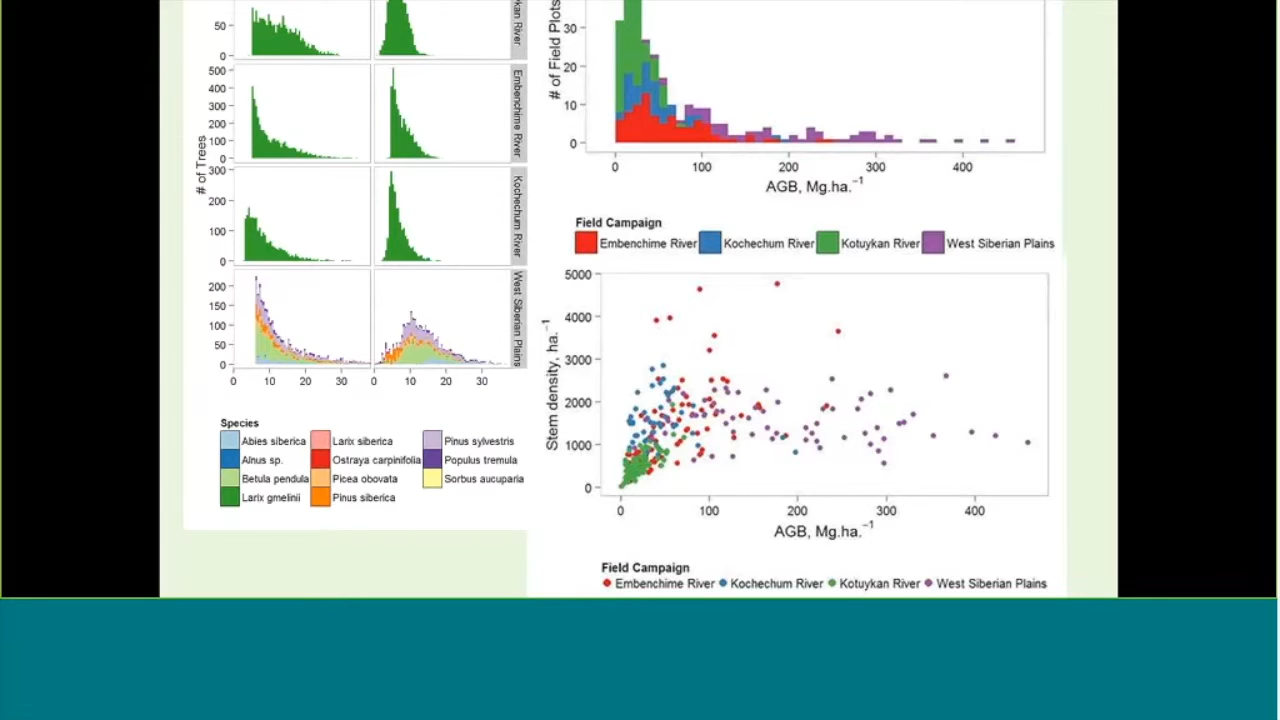 kan River
50
0
500
400
300
200
100
0
Embenchime River
# of Trees
300
200
100
0
Kochechum River
200
150
100
50
0
West Siberian Plains
0 10 20 30 0 10 20 30
Species
Abies siberica Larix siberica Pinus sylvestris
Alnus sp. Ostraya carpinifolia Populus tremula
Betula pendula Picea obovata Sorbus aucuparia
Larix gmelinii Pinus siberica
# of Field Plots
30
20
10
0
0 100 200 300 400
AGB, Mg.ha.⁻¹
Field Campaign
Embenchime River Kochechum River Kotuykan River West Siberian Plains
Stem density, ha.⁻¹
5000
4000
3000
2000
1000
0
0 100 200 300 400
AGB, Mg.ha.⁻¹
Field Campaign
Embenchime River Kochechum River Kotuykan River West Siberian Plains